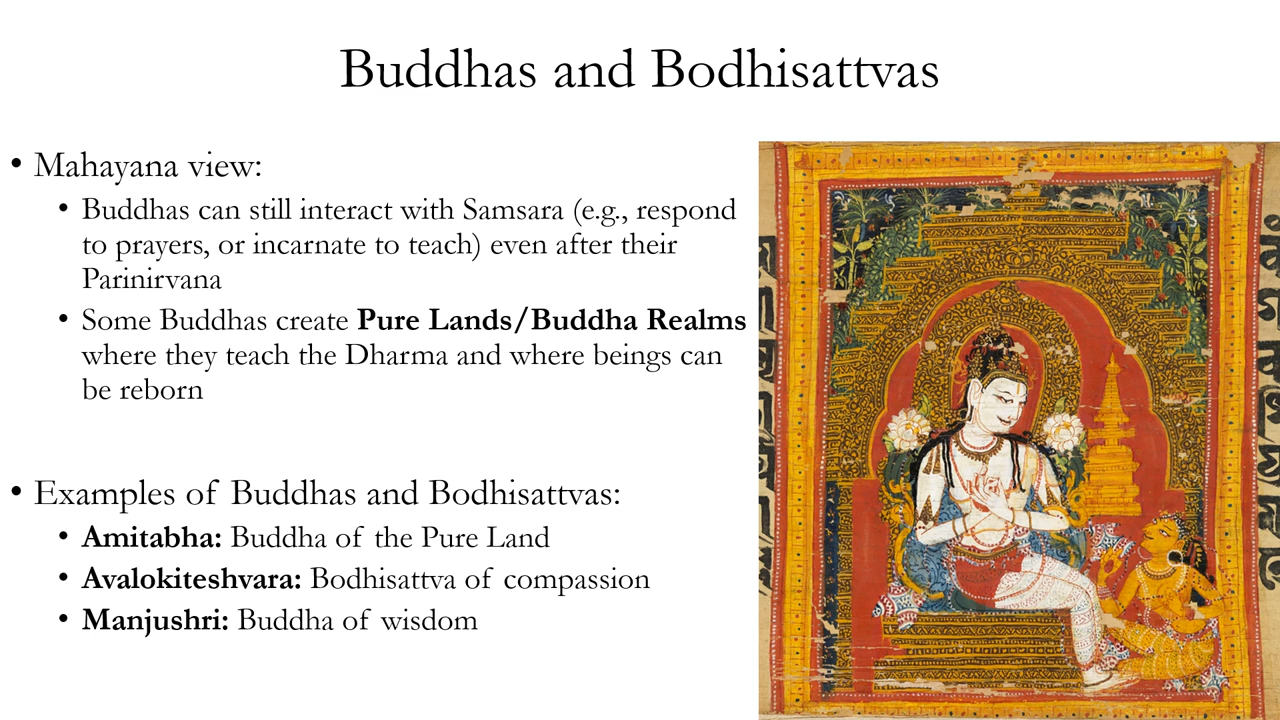 Buddhas and Bodhisattvas
• Mahayana view:
• Buddhas can still interact with Samsara (e.g., respond
to prayers, or incarnate to teach) even after their
Parinirvana
• Some Buddhas create Pure Lands/Buddha Realms
where they teach the Dharma and where beings can
be reborn
• Examples of Buddhas and Bodhisattvas:
• Amitabha: Buddha of the Pure Land
• Avalokiteshvara: Bodhisattva of compassion
• Manjushri: Buddha of wisdom